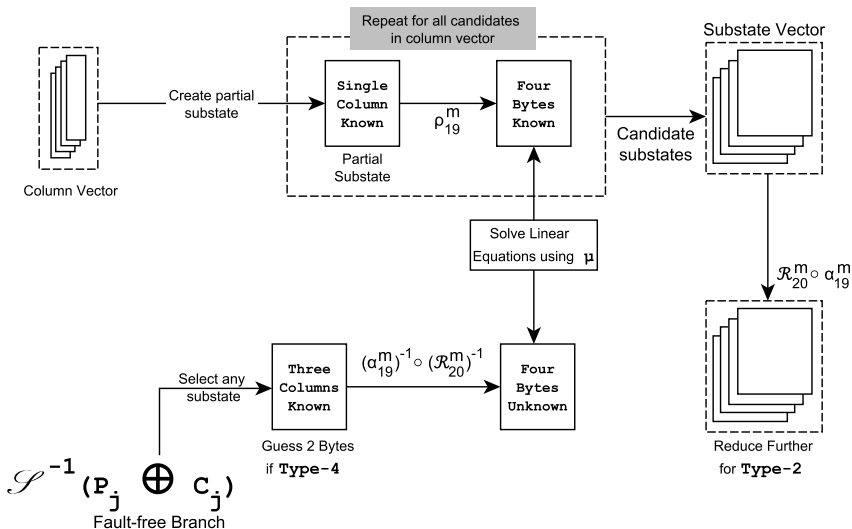 Repeat for all candidates
in column vector
Substate Vector
Create partial
substate
Single
Column
Known
ρ₁₉ᵐ
Four
Bytes
Known
Partial
Substate
Candidate
substates
Column Vector
Solve Linear
Equations using μ
ℛ₂₀ᵐ ∘ α₁₉ᵐ
Select any
substate
Three
Columns
Known
(α₁₉ᵐ)⁻¹ ∘ (ℛ₂₀ᵐ)⁻¹
Four
Bytes
Unknown
Guess 2 Bytes
if Type-4
Reduce Further
for Type-2
𝒮⁻¹(Pⱼ ⊕ Cⱼ)
Fault-free Branch